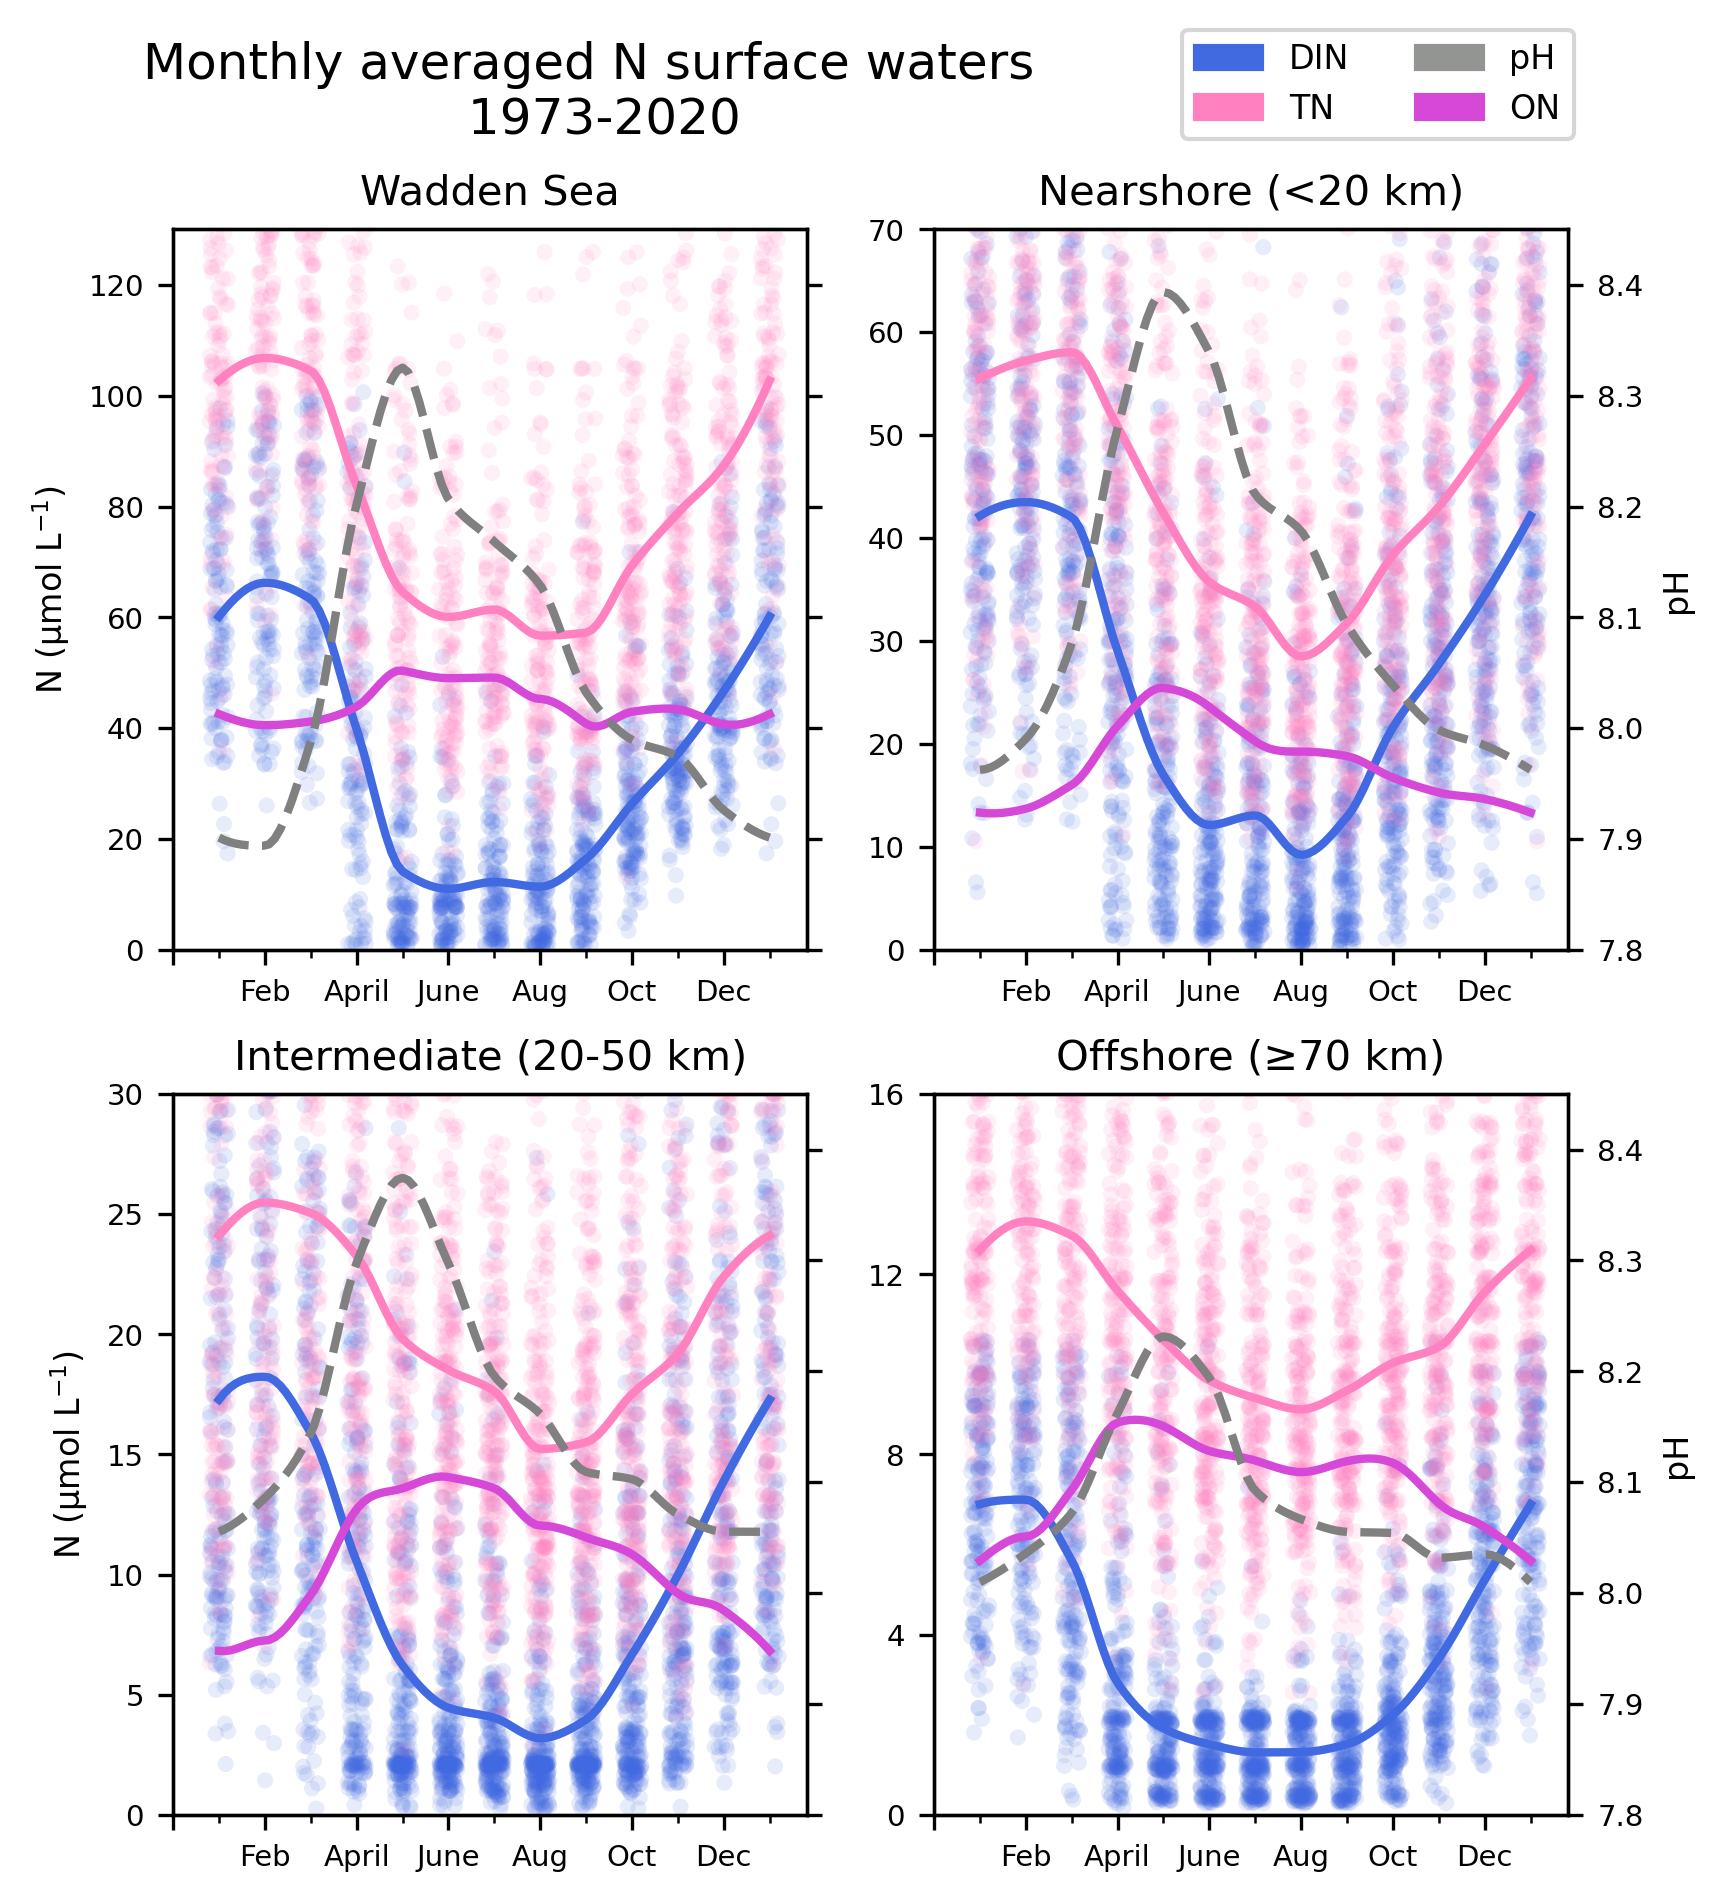 Monthly averaged N surface waters
1973-2020
DIN
TN
pH
ON
Wadden Sea
Nearshore (<20 km)
N (µmol L⁻¹)
120
100
80
60
40
20
0
Feb April June Aug Oct Dec
70
60
50
40
30
20
10
0
Feb April June Aug Oct Dec
8.4
8.3
8.2
8.1
8.0
7.9
7.8
pH
Intermediate (20-50 km)
Offshore (≥70 km)
N (µmol L⁻¹)
30
25
20
15
10
5
0
Feb April June Aug Oct Dec
16
12
8
4
0
Feb April June Aug Oct Dec
8.4
8.3
8.2
8.1
8.0
7.9
7.8
pH